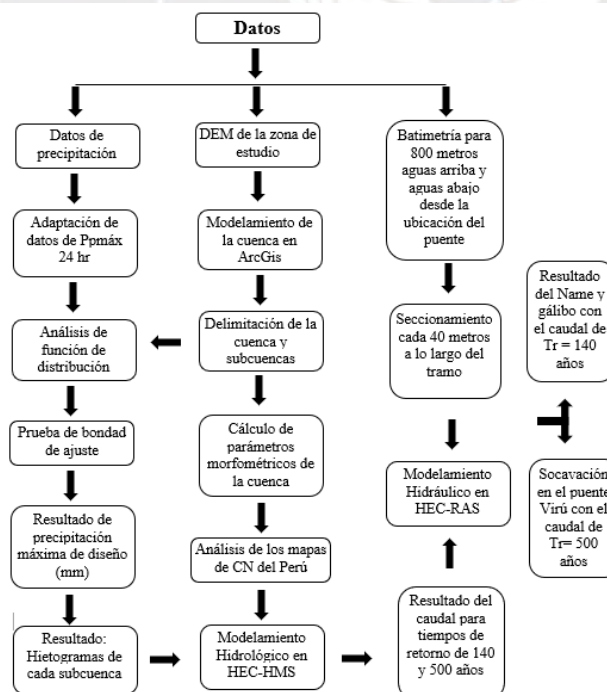 Datos
Datos de
precipitación
Adaptación de
datos de Ppmáx
24 hr
Análisis de
función de
distribución
Prueba de bondad
de ajuste
Resultado de
precipitación
máxima de diseño
(mm)
Resultado:
Hietogramas de
cada subcuenca
DEM de la zona de
estudio
Modelamiento de
la cuenca en
ArcGis
Delimitación de la
cuenca y
subcuencas
Cálculo de
parámetros
morfométricos de
la cuenca
Análisis de los mapas
de CN del Perú
Modelamiento
Hidrológico en
HEC-HMS
Batimetría para
800 metros
aguas arriba y
aguas abajo
desde la
ubicación del
puente
Seccionamiento
cada 40 metros
a lo largo del
tramo
Modelamiento
Hidráulico en
HEC-RAS
Resultado del
caudal para
tiempos de
retorno de 140
y 500 años
Resultado
del Name y
gálibo con
el caudal de
Tr = 140
años
Socavación
en el puente
Virú con el
caudal de
Tr= 500
años